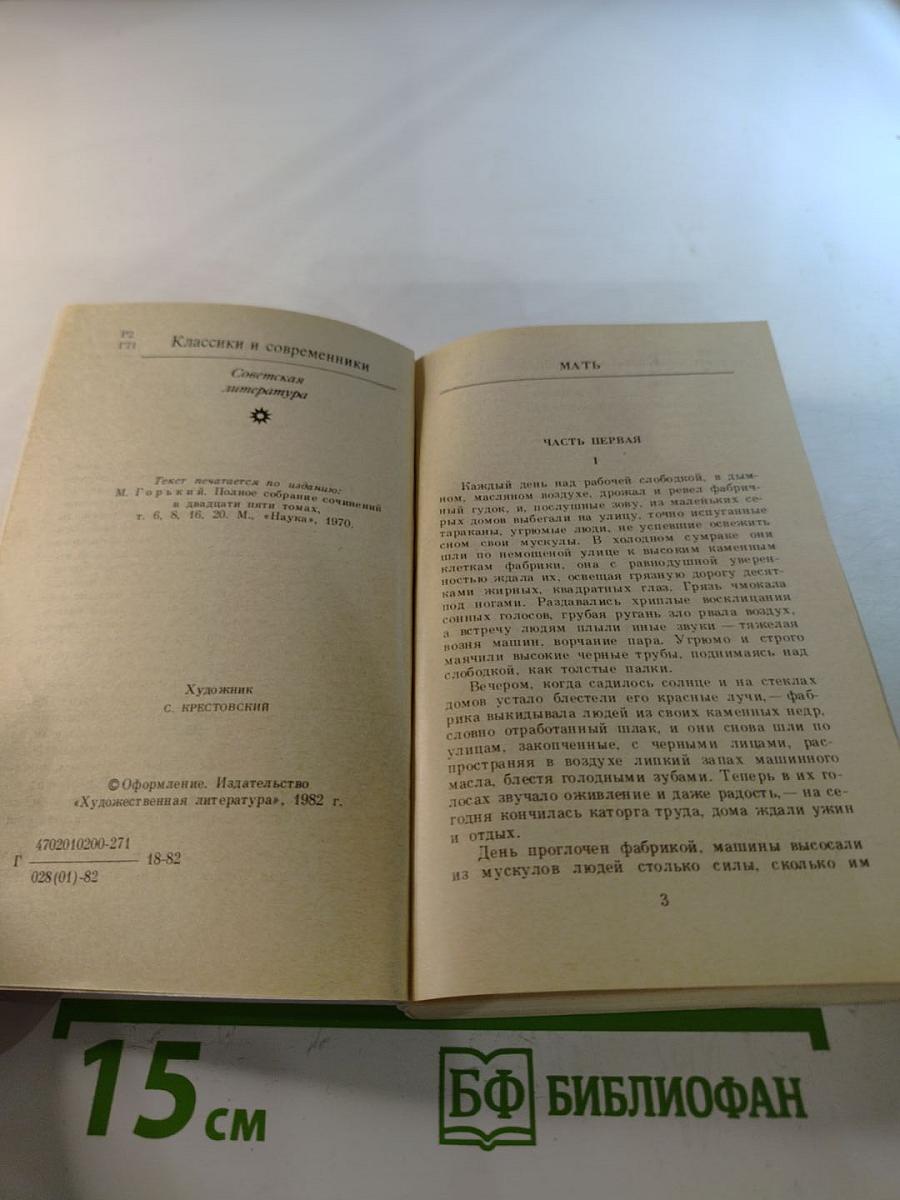 Р2
Г71
Классики и современники
Советская
литература
Текст печатается по изданию:
М. Горький. Полное собрание сочинений
в двадцати пяти томах,
т. 6, 8, 16, 20. М., «Наука», 1970.
Художник
С. КРЕСТОВСКИЙ
© Оформление. Издательство
«Художественная литература», 1982 г.
Г 4702010200-271 18-82
028(01)-82
МАТЬ
ЧАСТЬ ПЕРВАЯ
I
Каждый день над рабочей слободкой, в дым-
ном, масляном воздухе, дрожал и ревел фабрич-
ный гудок, и, послушные зову, из маленьких се-
рых домов выбегали на улицу, точно испуганные
тараканы, угрюмые люди, не успевшие освежить
сном свои мускулы. В холодном сумраке они
шли по немощеной улице к высоким каменным
клеткам фабрики, она с равнодушной уверен-
ностью ждала их, освещая грязную дорогу десят-
ками жирных, квадратных глаз. Грязь чмокала
под ногами. Раздавались хриплые восклицания
сонных голосов, грубая ругань зло рвала воздух,
а встречу людям плыли иные звуки — тяжелая
возня машин, ворчание пара. Угрюмо и строго
маячили высокие черные трубы, поднимаясь над
слободкой, как толстые палки.
Вечером, когда садилось солнце и на стеклах
домов устало блестели его красные лучи, — фаб-
рика выкидывала людей из своих каменных недр,
словно отработанный шлак, и они снова шли по
улицам, закопченные, с черными лицами, рас-
пространяя в воздухе липкий запах машинного
масла, блестя голодными зубами. Теперь в их го-
лосах звучало оживление и даже радость, — на се-
годня кончилась каторга труда, дома ждали ужин
и отдых.
День проглочен фабрикой, машины высосали
из мускулов людей столько силы, сколько им
3
15 см
БФ БИБЛИОФАН